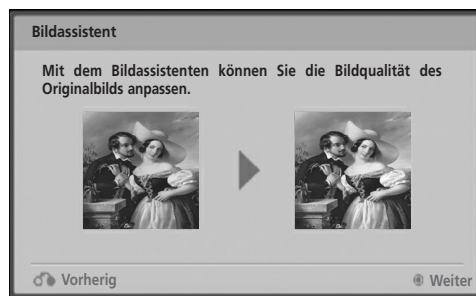 Bildassistent
Mit dem Bildassistenten können Sie die Bildqualität des
Originalbilds anpassen.
Vorherig
Weiter